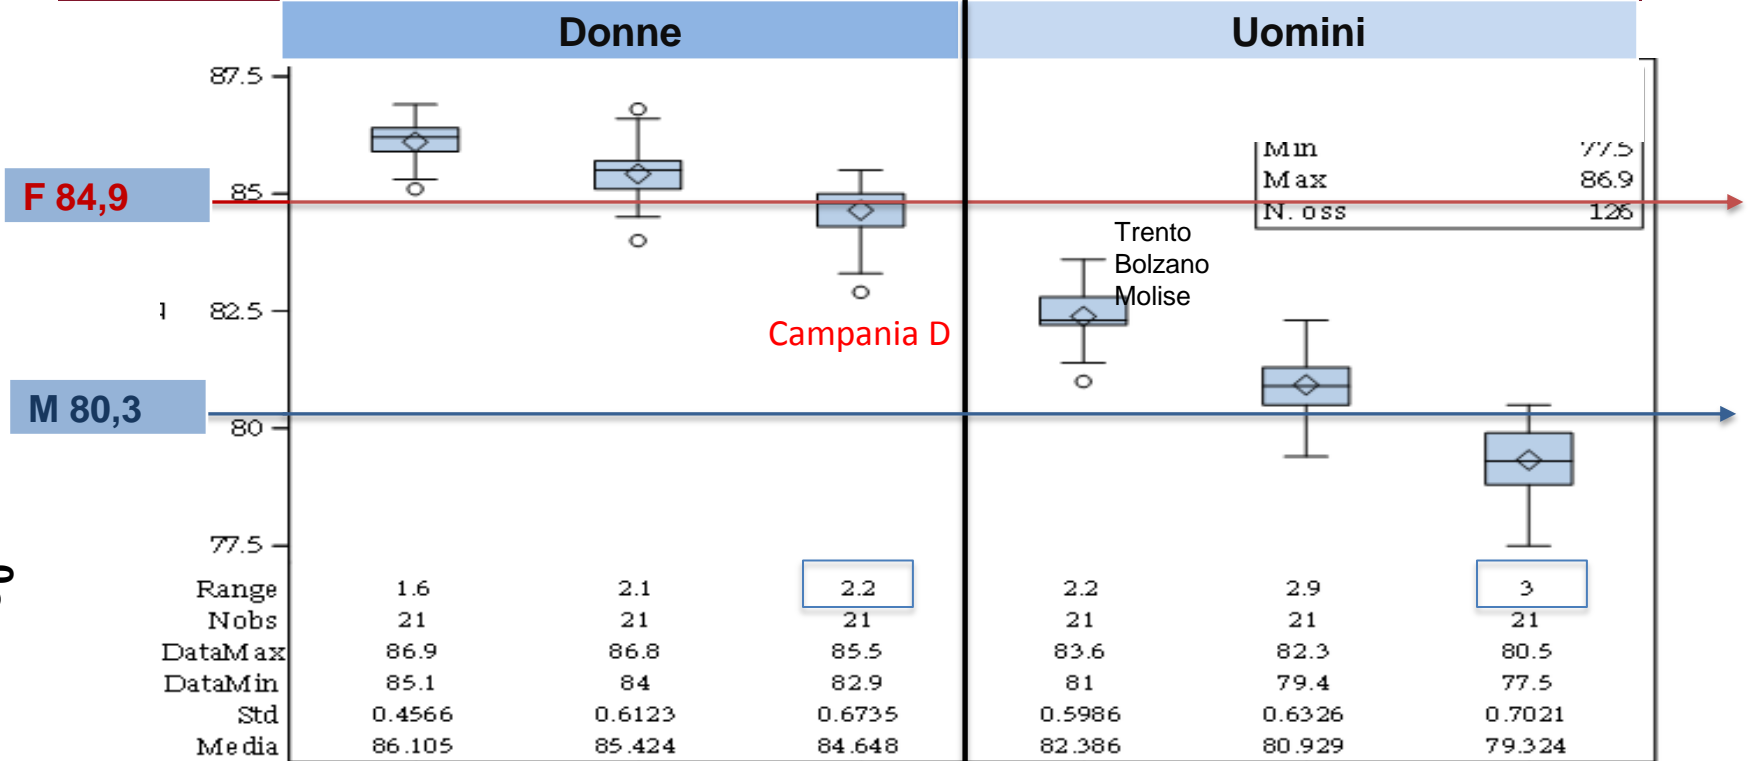 Donne Uomini
87.5
Min 77.5
Max 86.9
N. oss 126
F 84,9
85
Trento
Bolzano
Molise
82.5
Campania D
M 80,3
80
77.5
Range 1.6 2.1 2.2 2.2 2.9 3
Nobs 21 21 21 21 21 21
DataMax 86.9 86.8 85.5 83.6 82.3 80.5
DataMin 85.1 84 82.9 81 79.4 77.5
Std 0.4566 0.6123 0.6735 0.5986 0.6326 0.7021
Media 86.105 85.424 84.648 82.386 80.929 79.324